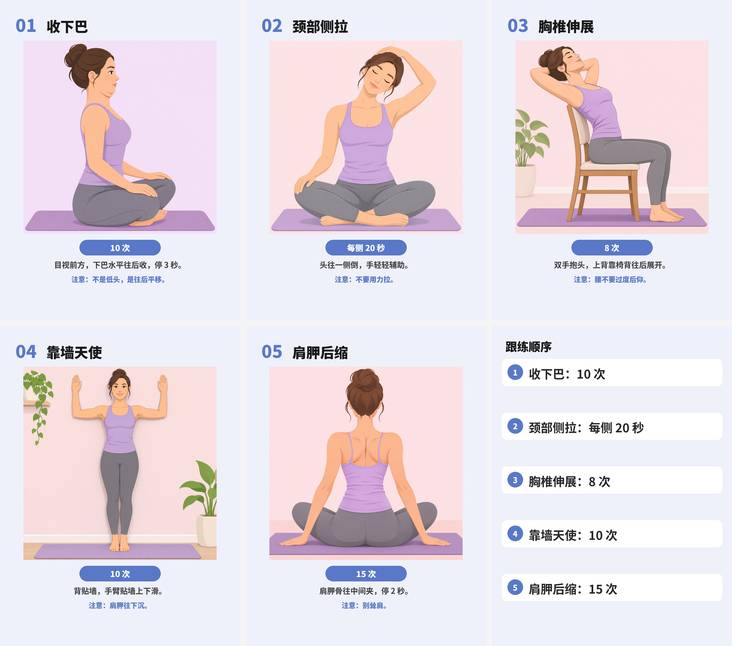 01 收下巴
10 次
目视前方，下巴水平往后收，停 3 秒。
注意：不是低头，是往后平移。
02 颈部侧拉
每侧 20 秒
头往一侧倒，手轻轻辅助。
注意：不要用力拉。
03 胸椎伸展
8 次
双手抱头，上背靠椅背往后展开。
注意：腰不要过度后仰。
04 靠墙天使
10 次
背贴墙，手臂贴墙上下滑。
注意：肩胛往下沉。
05 肩胛后缩
15 次
肩胛骨往中间夹，停 2 秒。
注意：别耸肩。
跟练顺序
1 收下巴：10 次
2 颈部侧拉：每侧 20 秒
3 胸椎伸展：8 次
4 靠墙天使：10 次
5 肩胛后缩：15 次